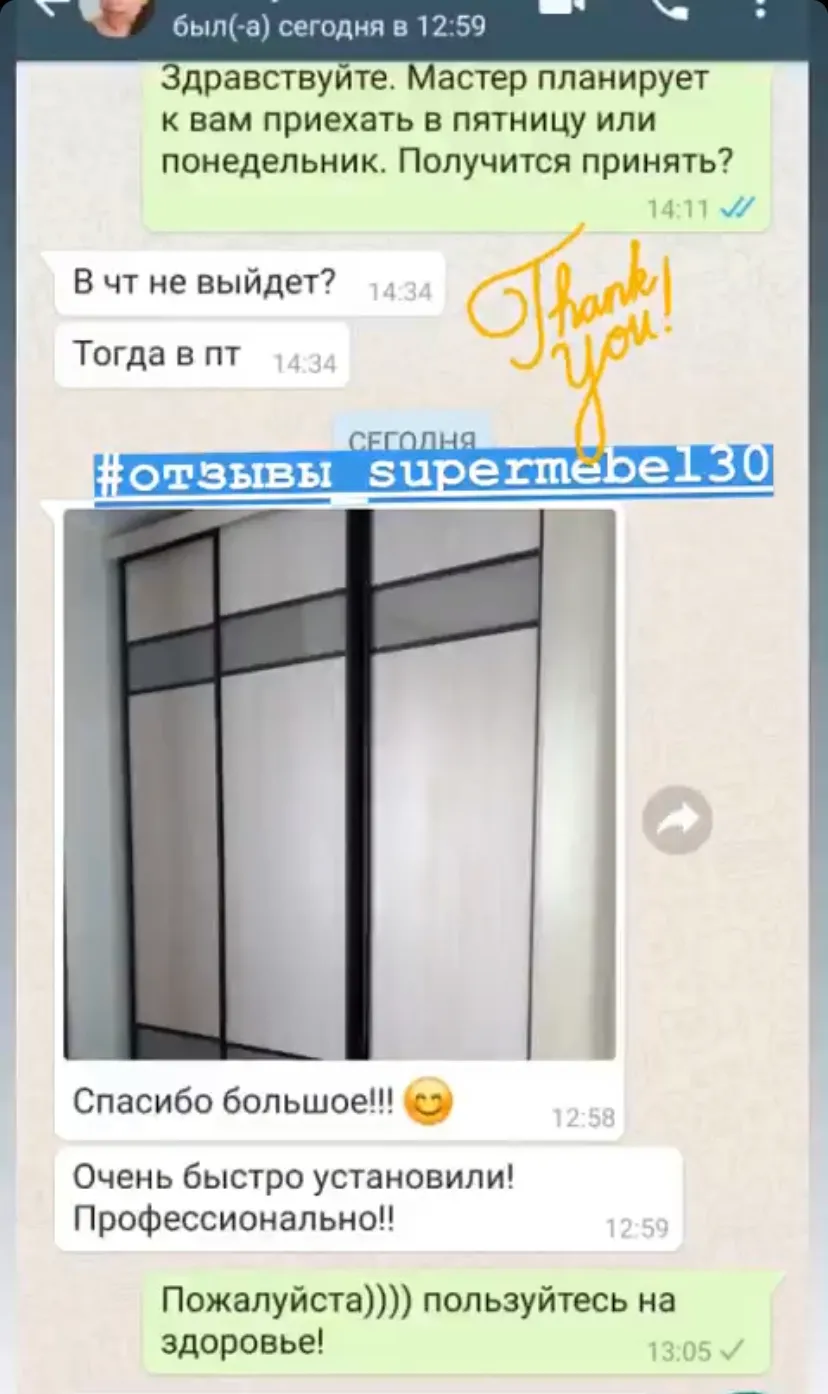 был(-а) сегодня в 12:59
Здравствуйте. Мастер планирует
к вам приехать в пятницу или
понедельник. Получится принять?
14:11
В чт не выйдет? 14:34
Тогда в пт 14:34
Thank
you!
СЕГОДНЯ
#отзывы_supermebel30
Спасибо большое!!! 😊 12:58
Очень быстро установили!
Профессионально!! 12:59
Пожалуйста)))) пользуйтесь на
здоровье! 13:05